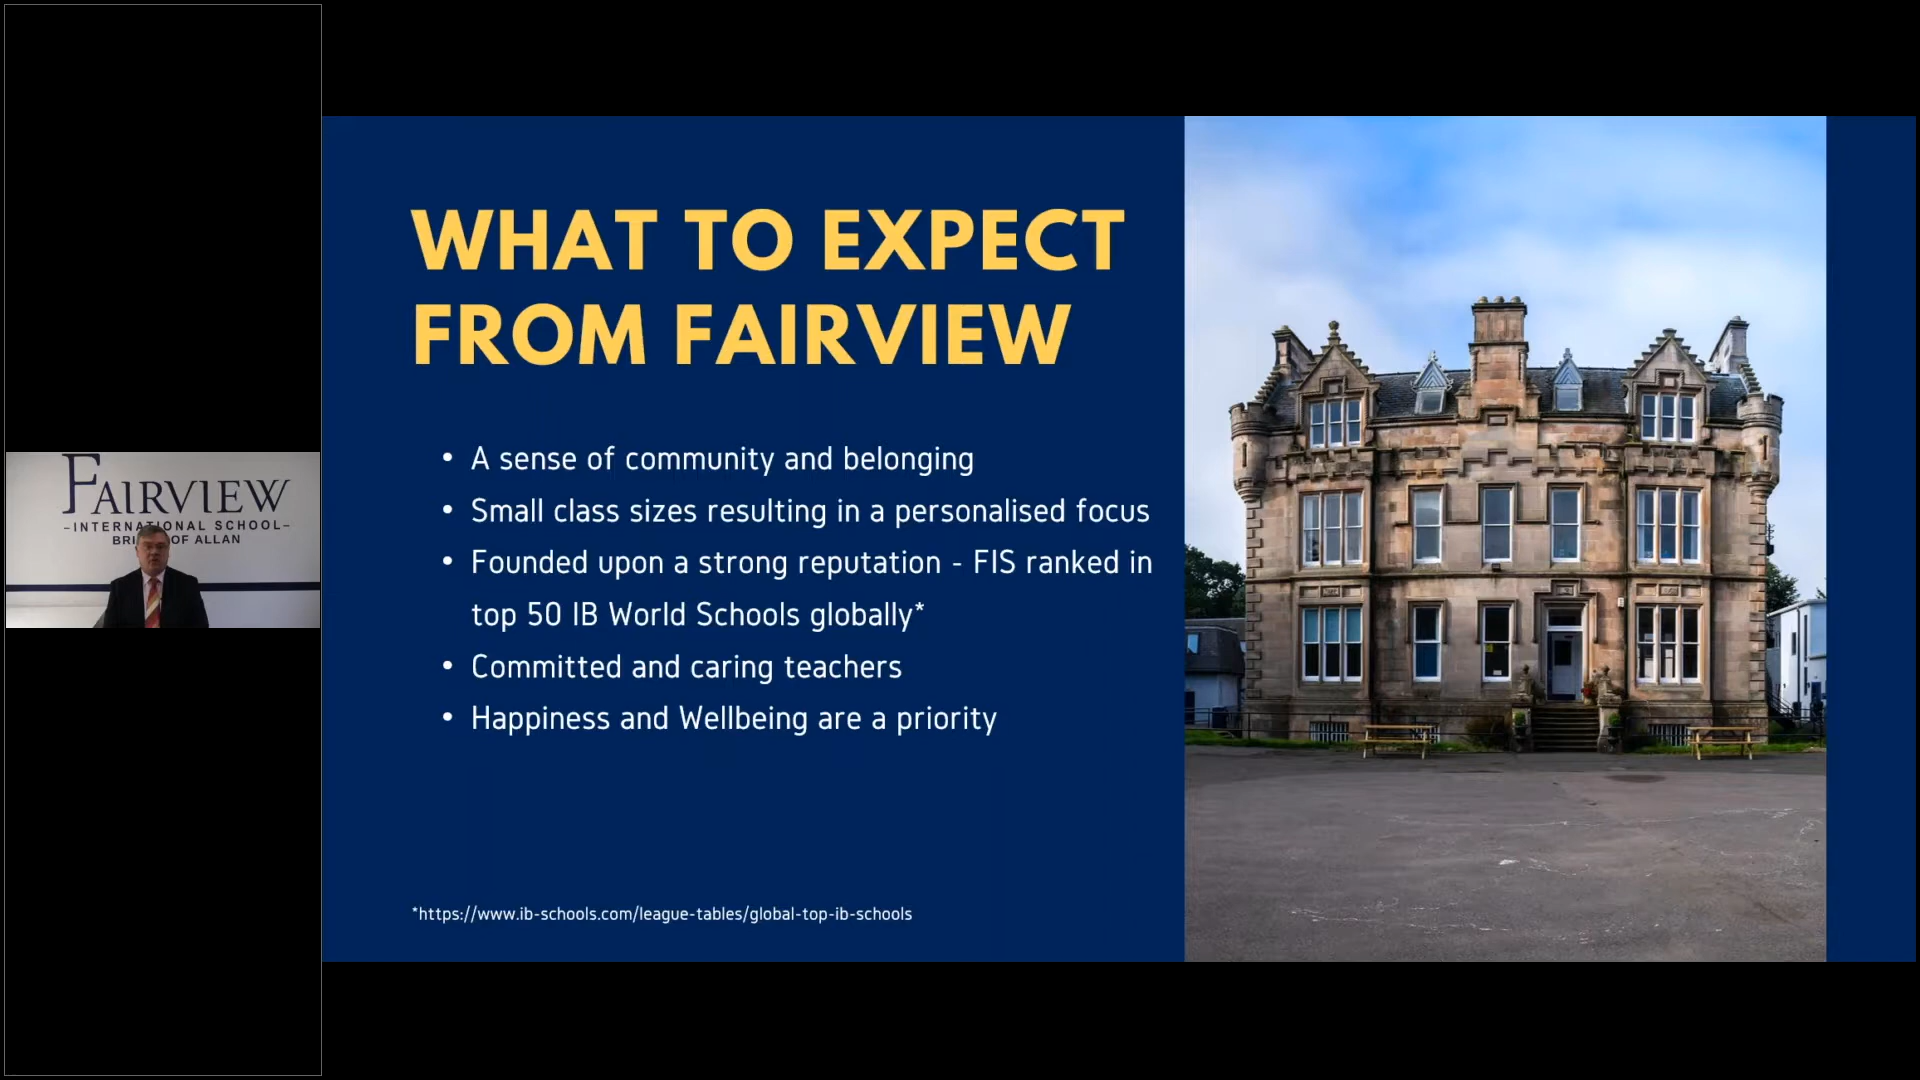 FAIRVIEW
-INTERNATIONAL SCHOOL-
OF ALLAN
WHAT TO EXPECT
FROM FAIRVIEW
• A sense of community and belonging
• Small class sizes resulting in a personalised focus
• Founded upon a strong reputation - FIS ranked in
top 50 IB World Schools globally*
• Committed and caring teachers
• Happiness and Wellbeing are a priority
*https://www.ib-schools.com/league-tables/global-top-ib-schools